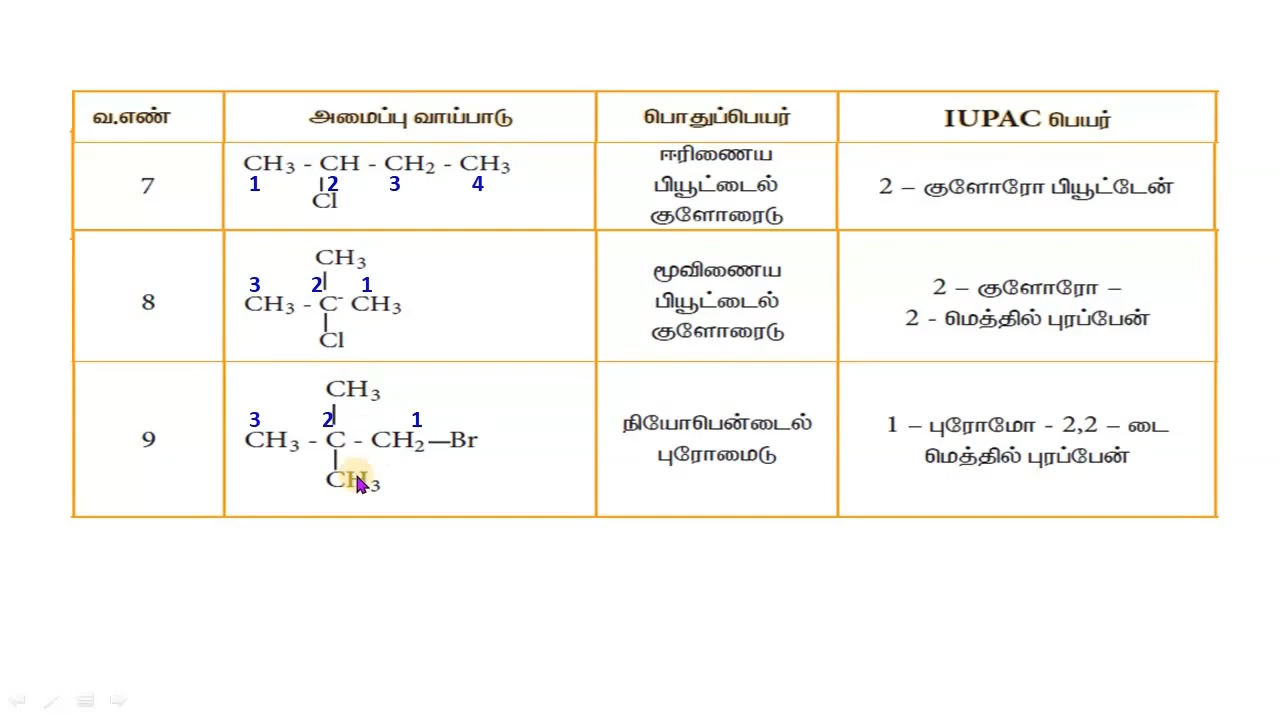 வ.எண் அமைப்பு வாய்பாடு பொதுப்பெயர் IUPAC பெயர்
7
CH₃ - CH - CH₂ - CH₃
1 2 3 4
Cl
ஈரிணைய
பியூட்டைல்
குளோரைடு
2 – குளோரோ பியூட்டேன்
8
CH₃
3 2 1
CH₃ - C - CH₃
Cl
மூவிணைய
பியூட்டைல்
குளோரைடு
2 – குளோரோ –
2 - மெத்தில் புரப்பேன்
9
CH₃
3 2 1
CH₃ - C - CH₂—Br
CH₃
நியோபென்டைல்
புரோமைடு
1 – புரோமோ - 2,2 – டை
மெத்தில் புரப்பேன்